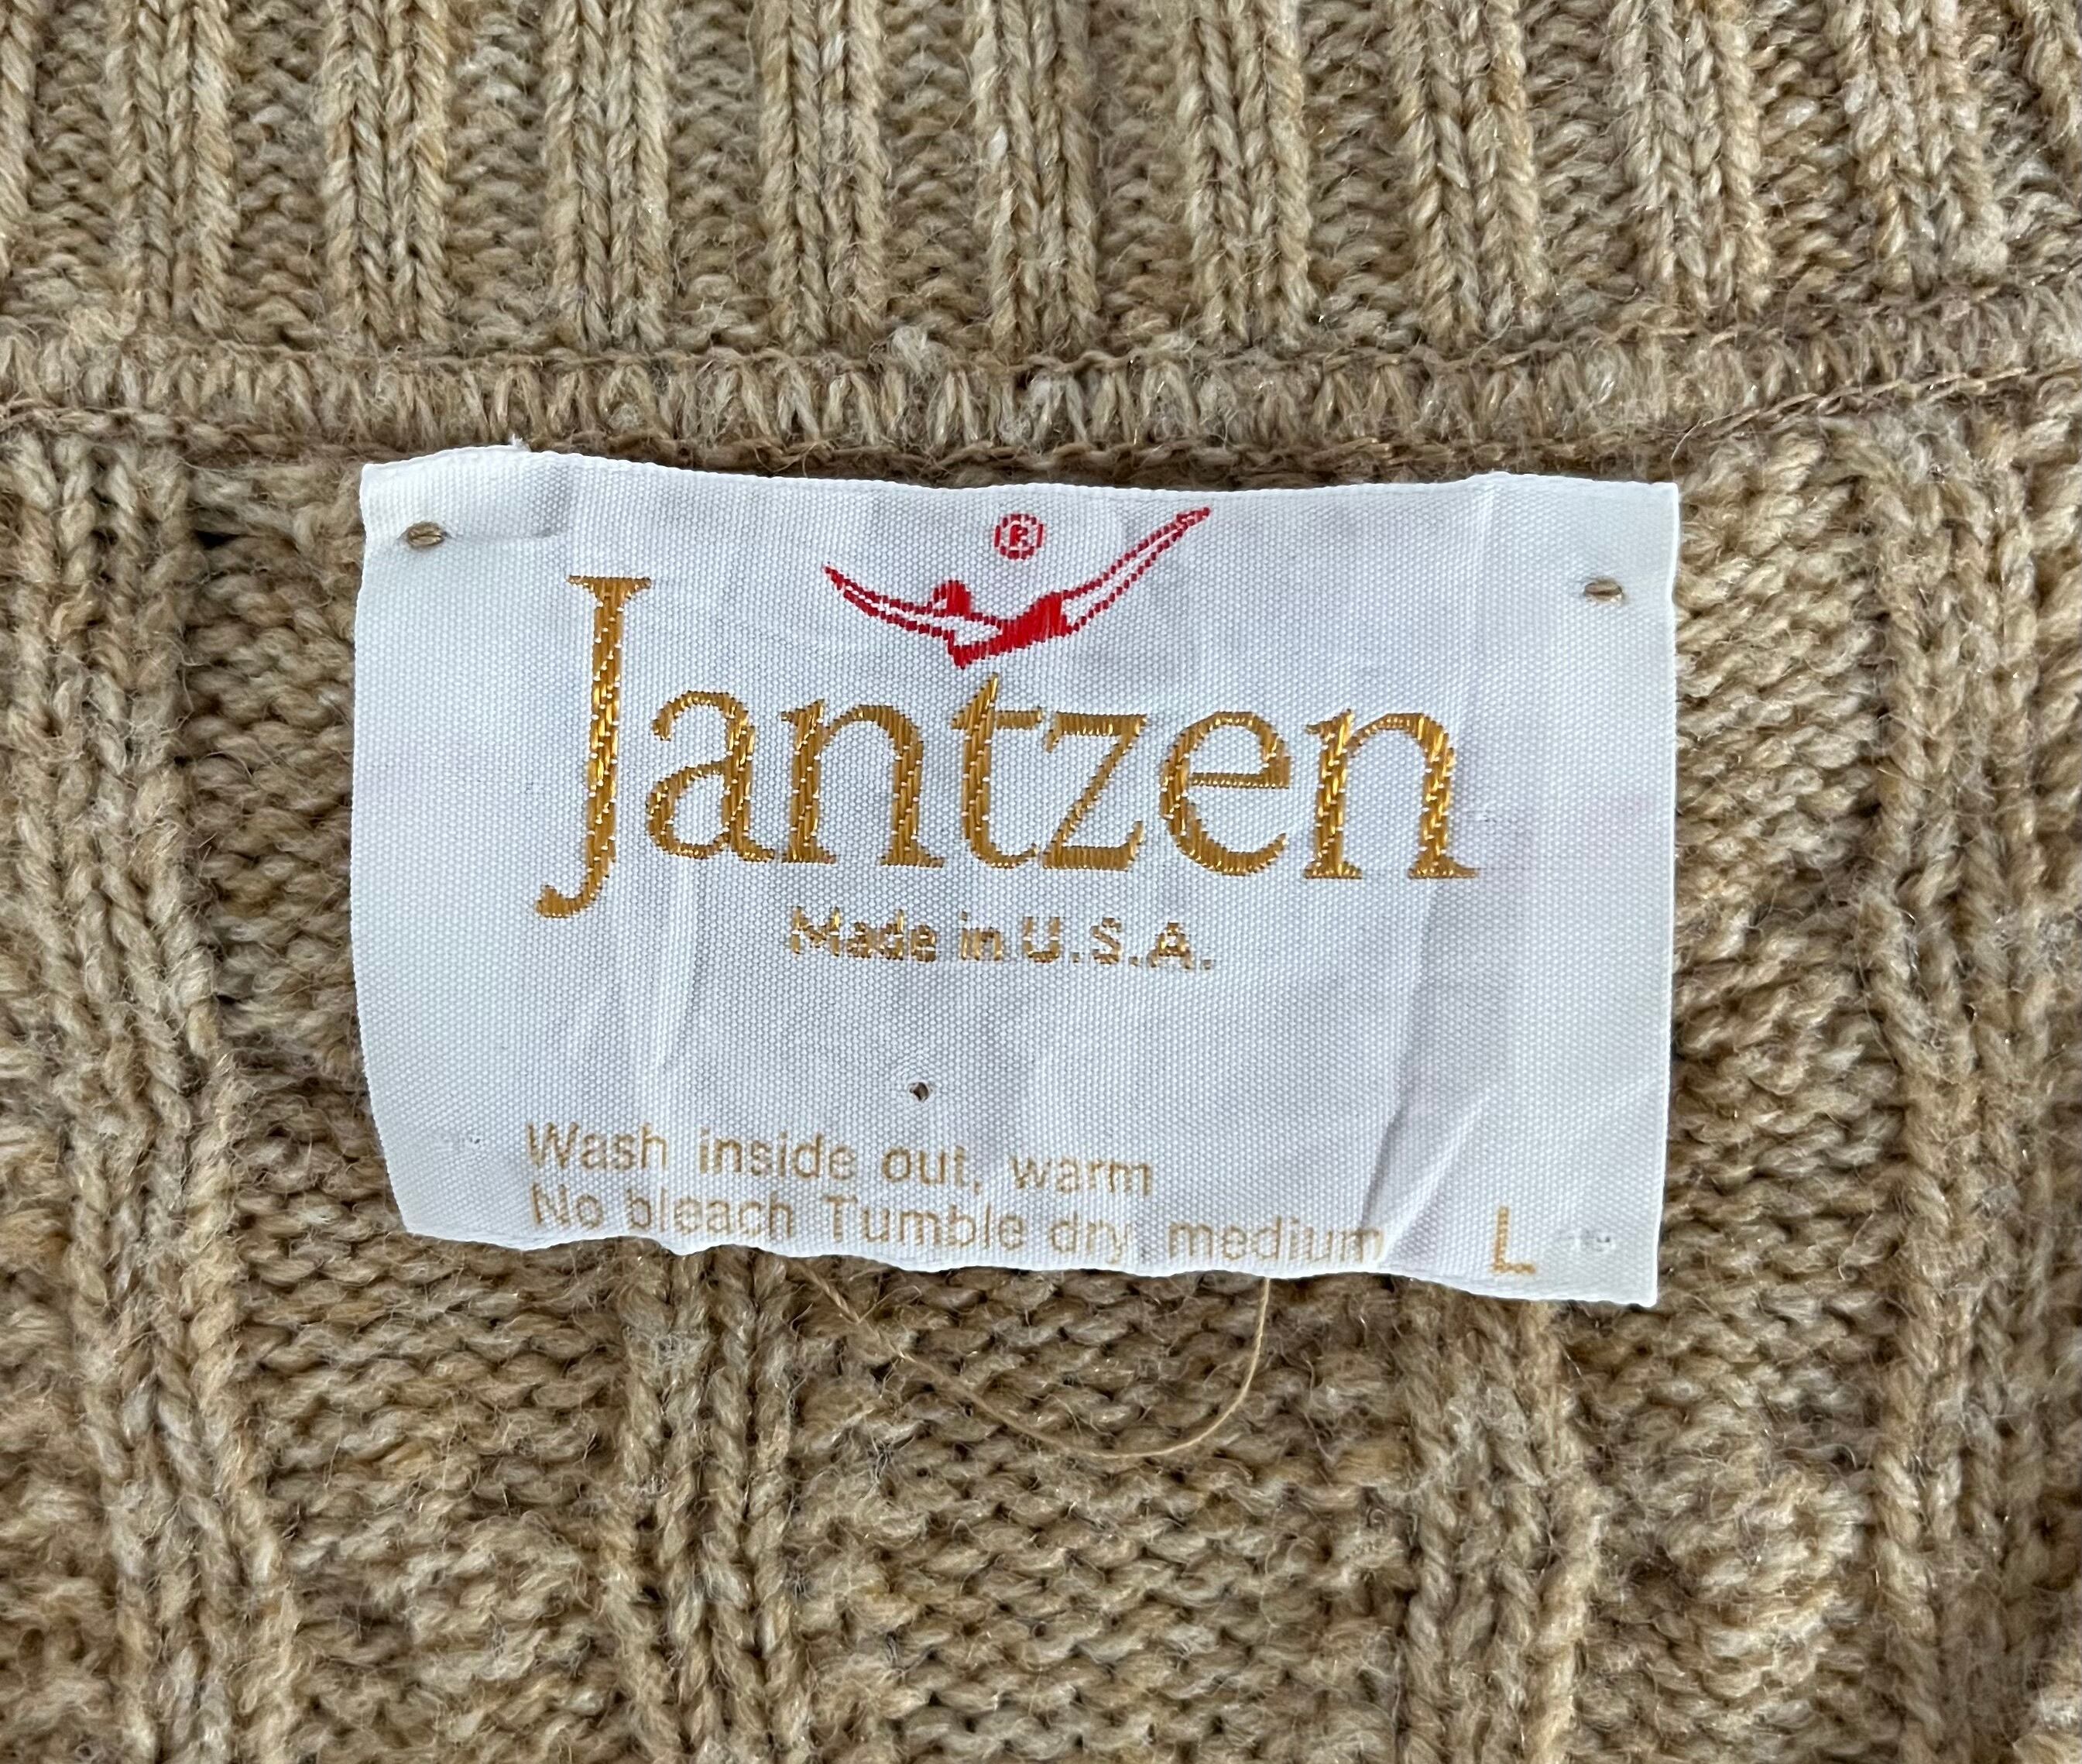 ®
Jantzen
Made in U.S.A.
Wash inside out, warm
No bleach Tumble dry medium L